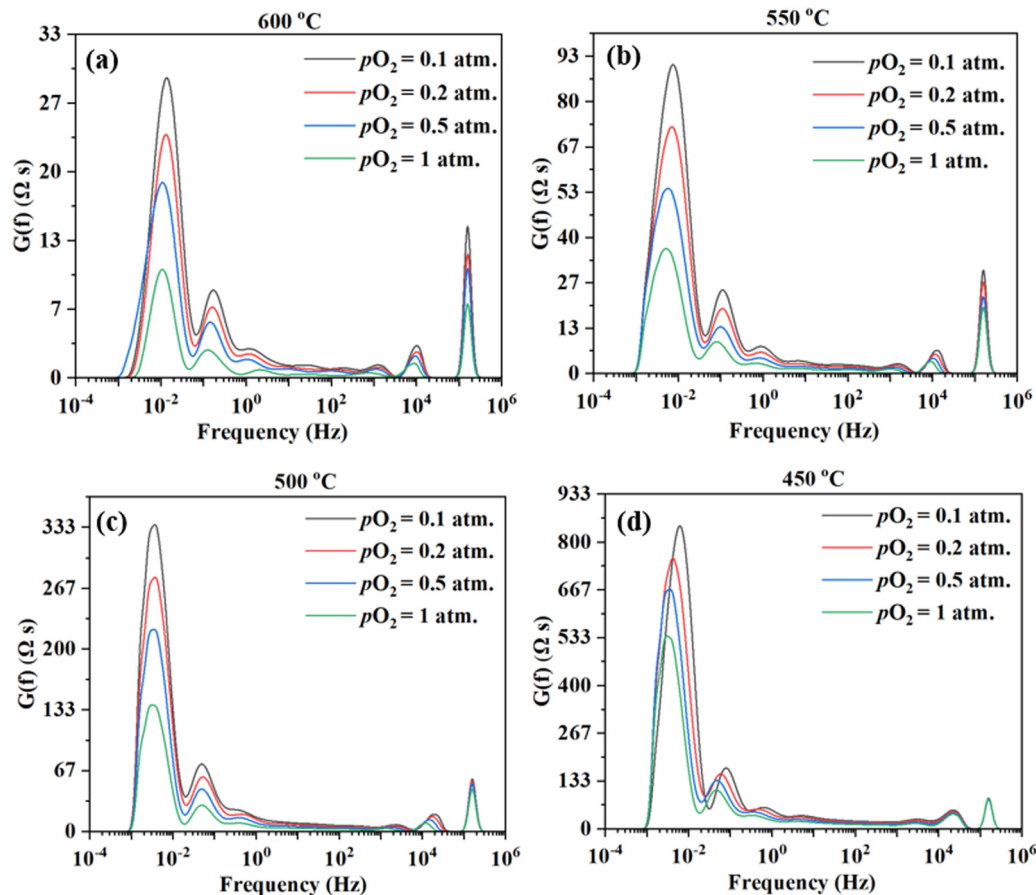 600 °C
(a)
pO₂ = 0.1 atm.
pO₂ = 0.2 atm.
pO₂ = 0.5 atm.
pO₂ = 1 atm.
G(f) (Ω s)
33
27
20
13
7
0
10⁻⁴ 10⁻² 10⁰ 10² 10⁴ 10⁶
Frequency (Hz)
550 °C
(b)
pO₂ = 0.1 atm.
pO₂ = 0.2 atm.
pO₂ = 0.5 atm.
pO₂ = 1 atm.
G(f) (Ω s)
93
80
67
53
40
27
13
0
10⁻⁴ 10⁻² 10⁰ 10² 10⁴ 10⁶
Frequency (Hz)
500 °C
(c)
pO₂ = 0.1 atm.
pO₂ = 0.2 atm.
pO₂ = 0.5 atm.
pO₂ = 1 atm.
G(f) (Ω s)
333
267
200
133
67
0
10⁻⁴ 10⁻² 10⁰ 10² 10⁴ 10⁶
Frequency (Hz)
450 °C
(d)
pO₂ = 0.1 atm.
pO₂ = 0.2 atm.
pO₂ = 0.5 atm.
pO₂ = 1 atm.
G(f) (Ω s)
933
800
667
533
400
267
133
0
10⁻⁴ 10⁻² 10⁰ 10² 10⁴ 10⁶
Frequency (Hz)